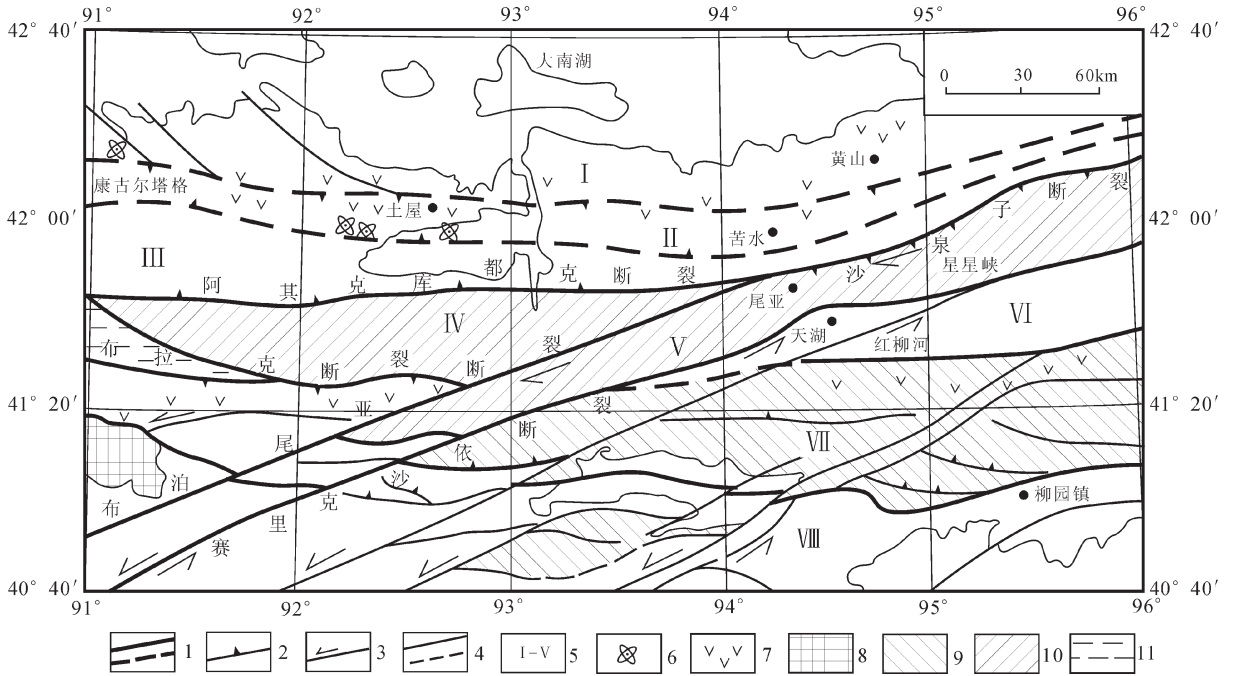 91° 92° 93° 94° 95° 96°
42° 40′ 42° 40′
大南湖
0 30 60km
黄山
I
康古尔塔格
土屋
42° 00′ 42° 00′
II
苦水
III
阿其克库都克断裂
沙泉子断裂
星星峡
尾亚
IV
V
VI
天湖
红柳河
布拉克断裂
尾亚断裂
41° 20′ 41° 20′
VII
赛里克沙依断裂
布泊
柳园镇
VIII
40° 40′ 40° 40′
91° 92° 93° 94° 95° 96°
1 2 3 4 I-V 5 6 7 8 9 10 11